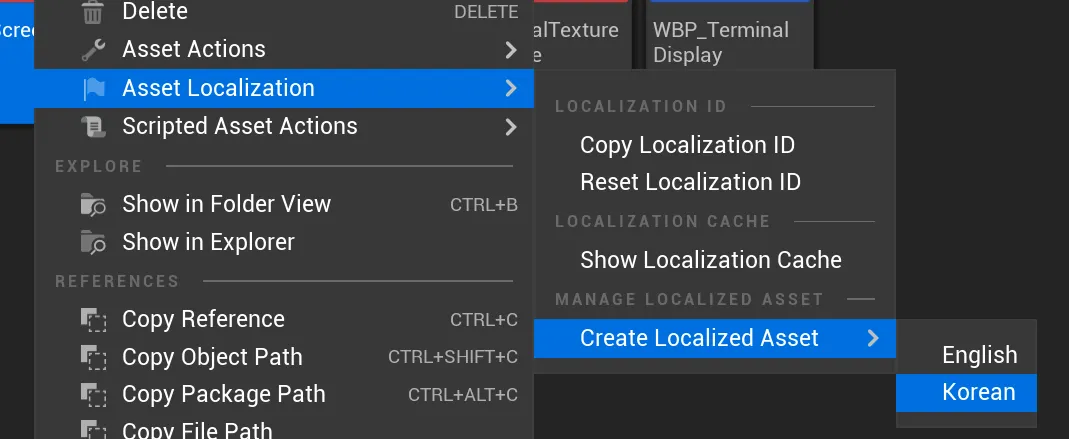 Delete DELETE
Asset Actions
Asset Localization
Scripted Asset Actions
EXPLORE
Show in Folder View CTRL+B
Show in Explorer
REFERENCES
Copy Reference CTRL+C
Copy Object Path CTRL+SHIFT+C
Copy Package Path CTRL+ALT+C
Copy File Path
WBP_Terminal
Display
LOCALIZATION ID
Copy Localization ID
Reset Localization ID
LOCALIZATION CACHE
Show Localization Cache
MANAGE LOCALIZED ASSET
Create Localized Asset
English
Korean